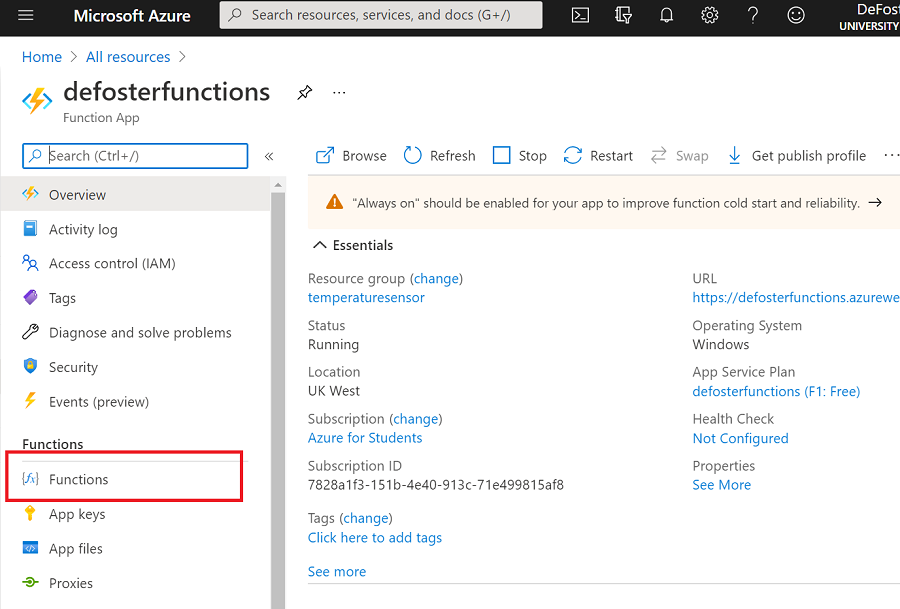 Microsoft Azure
Search resources, services, and docs (G+/)
DeFost
UNIVERSITY
Home > All resources >
defosterfunctions
Function App
Search (Ctrl+/)
«
Browse Refresh Stop Restart Swap Get publish profile ...
Overview
Activity log
Access control (IAM)
Tags
Diagnose and solve problems
Security
Events (preview)
Functions
Functions
App keys
App files
Proxies
"Always on" should be enabled for your app to improve function cold start and reliability. →
Essentials
Resource group (change)
temperaturesensor
Status
Running
Location
UK West
Subscription (change)
Azure for Students
Subscription ID
7828a1f3-151b-4e40-913c-71e499815af8
Tags (change)
Click here to add tags
See more
URL
https://defosterfunctions.azurewe
Operating System
Windows
App Service Plan
defosterfunctions (F1: Free)
Health Check
Not Configured
Properties
See More